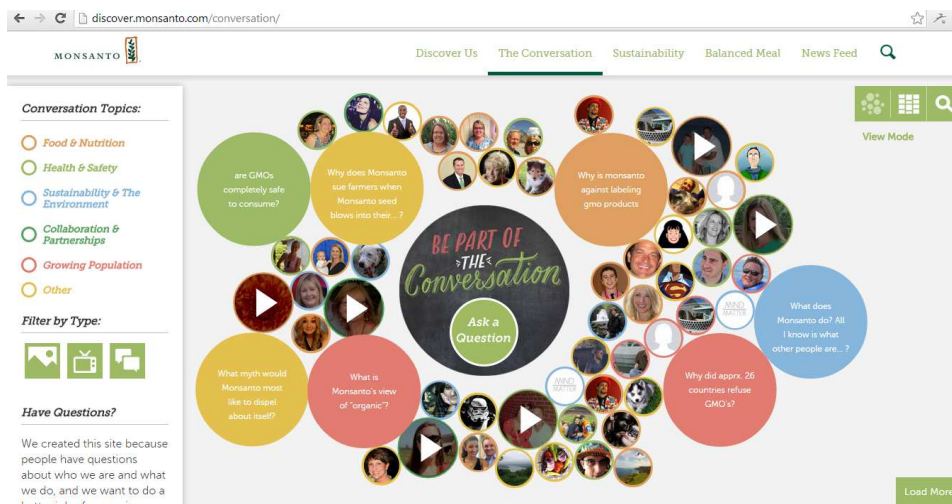 discover.monsanto.com/conversation/
MONSANTO
Discover Us
The Conversation
Sustainability
Balanced Meal
News Feed
Conversation Topics:
Food & Nutrition
Health & Safety
Sustainability & The
Environment
Collaboration &
Partnerships
Growing Population
Other
Filter by Type:
Have Questions?
We created this site because
people have questions
about who we are and what
we do, and we want to do a
View Mode
are GMOs
completely safe
to consume?
Why does Monsanto
sue farmers when
Monsanto seed
blows into their... ?
Why is monsanto
against labeling
gmo products
BE PART OF
THE
Conversation
Ask a
Question
What does
Monsanto do? All
I know is what
other people are... ?
MIND
MATTER
What myth would
Monsanto most
like to dispel
about itself?
What is
Monsanto's view
of "organic"?
MIND
MATTER
Why did apprx. 26
countries refuse
GMO's?
Load More